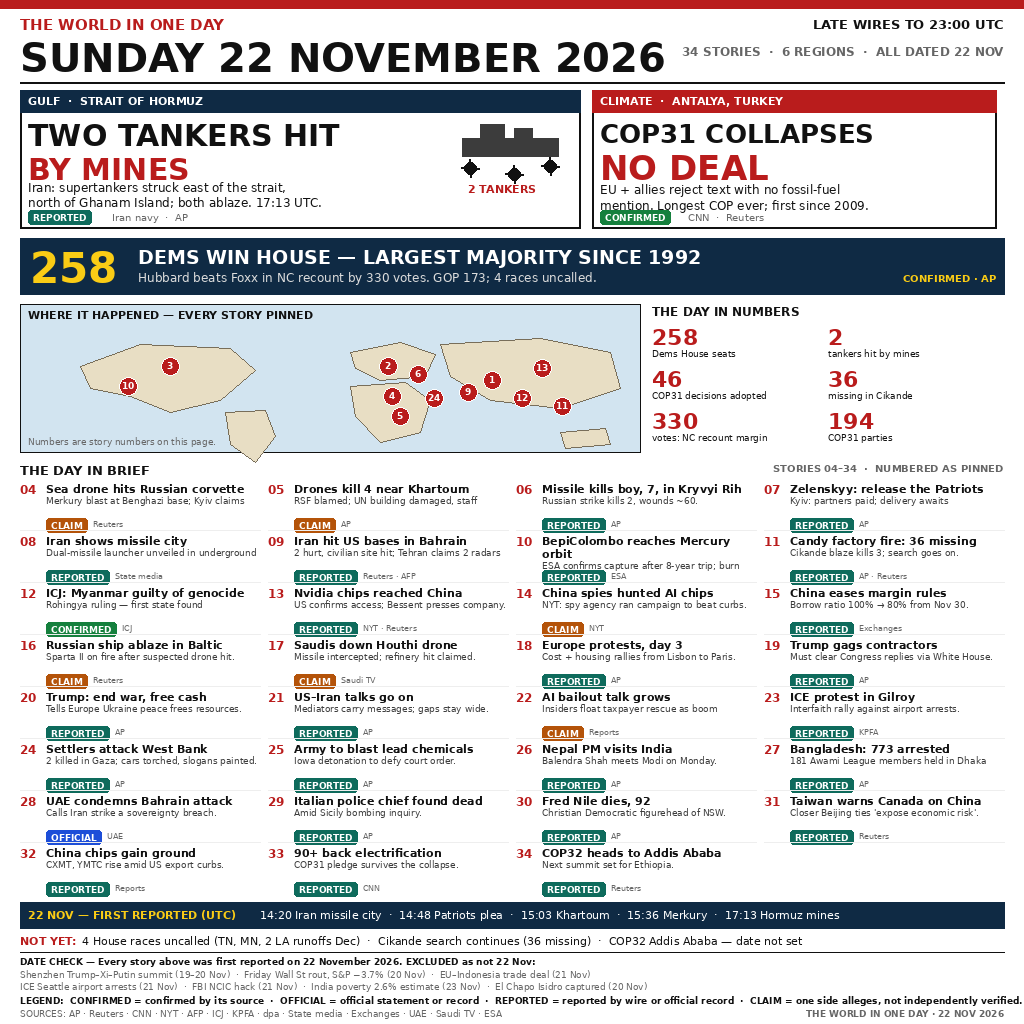 THE WORLD IN ONE DAY
LATE WIRES TO 23:00 UTC
SUNDAY 22 NOVEMBER 2026
34 STORIES · 6 REGIONS · ALL DATED 22 NOV
GULF · STRAIT OF HORMUZ
TWO TANKERS HIT
BY MINES
2 TANKERS
Iran: supertankers struck east of the strait,
north of Ghanam Island; both ablaze. 17:13 UTC.
REPORTED Iran navy · AP
CLIMATE · ANTALYA, TURKEY
COP31 COLLAPSES
NO DEAL
EU + allies reject text with no fossil-fuel
mention. Longest COP ever; first since 2009.
CONFIRMED CNN · Reuters
258
DEMS WIN HOUSE — LARGEST MAJORITY SINCE 1992
Hubbard beats Foxx in NC recount by 330 votes. GOP 173; 4 races uncalled.
CONFIRMED · AP
WHERE IT HAPPENED — EVERY STORY PINNED
3
10
2
6
4
5
24
9
1
13
12
11
Numbers are story numbers on this page.
THE DAY IN NUMBERS
258
Dems House seats
2
tankers hit by mines
46
COP31 decisions adopted
36
missing in Cikande
330
votes: NC recount margin
194
COP31 parties
THE DAY IN BRIEF
STORIES 04–34 · NUMBERED AS PINNED
04 Sea drone hits Russian corvette
Merkury blast at Benghazi base; Kyiv claims
CLAIM Reuters
05 Drones kill 4 near Khartoum
RSF blamed; UN building damaged, staff
CLAIM AP
06 Missile kills boy, 7, in Kryvyi Rih
Russian strike kills 2, wounds ~60.
REPORTED AP
07 Zelenskyy: release the Patriots
Kyiv: partners paid; delivery awaits
REPORTED AP
08 Iran shows missile city
Dual-missile launcher unveiled in underground
REPORTED State media
09 Iran hit US bases in Bahrain
2 hurt, civilian site hit; Tehran claims 2 radars
REPORTED Reuters · AFP
10 BepiColombo reaches Mercury
orbit
ESA confirms capture after 8-year trip; burn
REPORTED ESA
11 Candy factory fire: 36 missing
Cikande blaze kills 3; search goes on.
REPORTED AP · Reuters
12 ICJ: Myanmar guilty of genocide
Rohingya ruling — first state found
CONFIRMED ICJ
13 Nvidia chips reached China
US confirms access; Bessent presses company.
REPORTED NYT · Reuters
14 China spies hunted AI chips
NYT: spy agency ran campaign to beat curbs.
CLAIM NYT
15 China eases margin rules
Borrow ratio 100% → 80% from Nov 30.
REPORTED Exchanges
16 Russian ship ablaze in Baltic
Sparta II on fire after suspected drone hit.
CLAIM Reuters
17 Saudis down Houthi drone
Missile intercepted; refinery hit claimed.
CLAIM Saudi TV
18 Europe protests, day 3
Cost + housing rallies from Lisbon to Paris.
REPORTED AP
19 Trump gags contractors
Must clear Congress replies via White House.
REPORTED AP
20 Trump: end war, free cash
Tells Europe Ukraine peace frees resources.
REPORTED AP
21 US–Iran talks go on
Mediators carry messages; gaps stay wide.
REPORTED AP
22 AI bailout talk grows
Insiders float taxpayer rescue as boom
CLAIM Reports
23 ICE protest in Gilroy
Interfaith rally against airport arrests.
REPORTED KPFA
24 Settlers attack West Bank
2 killed in Gaza; cars torched, slogans painted.
REPORTED AP
25 Army to blast lead chemicals
Iowa detonation to defy court order.
REPORTED AP
26 Nepal PM visits India
Balendra Shah meets Modi on Monday.
REPORTED AP
27 Bangladesh: 773 arrested
181 Awami League members held in Dhaka
REPORTED AP
28 UAE condemns Bahrain attack
Calls Iran strike a sovereignty breach.
OFFICIAL UAE
29 Italian police chief found dead
Amid Sicily bombing inquiry.
REPORTED AP
30 Fred Nile dies, 92
Christian Democratic figurehead of NSW.
REPORTED AP
31 Taiwan warns Canada on China
Closer Beijing ties 'expose economic risk'.
REPORTED Reuters
32 China chips gain ground
CXMT, YMTC rise amid US export curbs.
REPORTED Reports
33 90+ back electrification
COP31 pledge survives the collapse.
REPORTED CNN
34 COP32 heads to Addis Ababa
Next summit set for Ethiopia.
REPORTED Reuters
22 NOV — FIRST REPORTED (UTC) 14:20 Iran missile city · 14:48 Patriots plea · 15:03 Khartoum · 15:36 Merkury · 17:13 Hormuz mines
NOT YET: 4 House races uncalled (TN, MN, 2 LA runoffs Dec) · Cikande search continues (36 missing) · COP32 Addis Ababa — date not set
DATE CHECK — Every story above was first reported on 22 November 2026. EXCLUDED as not 22 Nov:
Shenzhen Trump–Xi–Putin summit (19–20 Nov) · Friday Wall St rout, S&P −3.7% (20 Nov) · EU–Indonesia trade deal (21 Nov)
ICE Seattle airport arrests (21 Nov) · FBI NCIC hack (21 Nov) · India poverty 2.6% estimate (23 Nov) · El Chapo Isidro captured (20 Nov)
LEGEND: CONFIRMED = confirmed by its source · OFFICIAL = official statement or record · REPORTED = reported by wire or official record · CLAIM = one side alleges, not independently verified.
SOURCES: AP · Reuters · CNN · NYT · AFP · ICJ · KPFA · dpa · State media · Exchanges · UAE · Saudi TV · ESA
THE WORLD IN ONE DAY · 22 NOV 2026